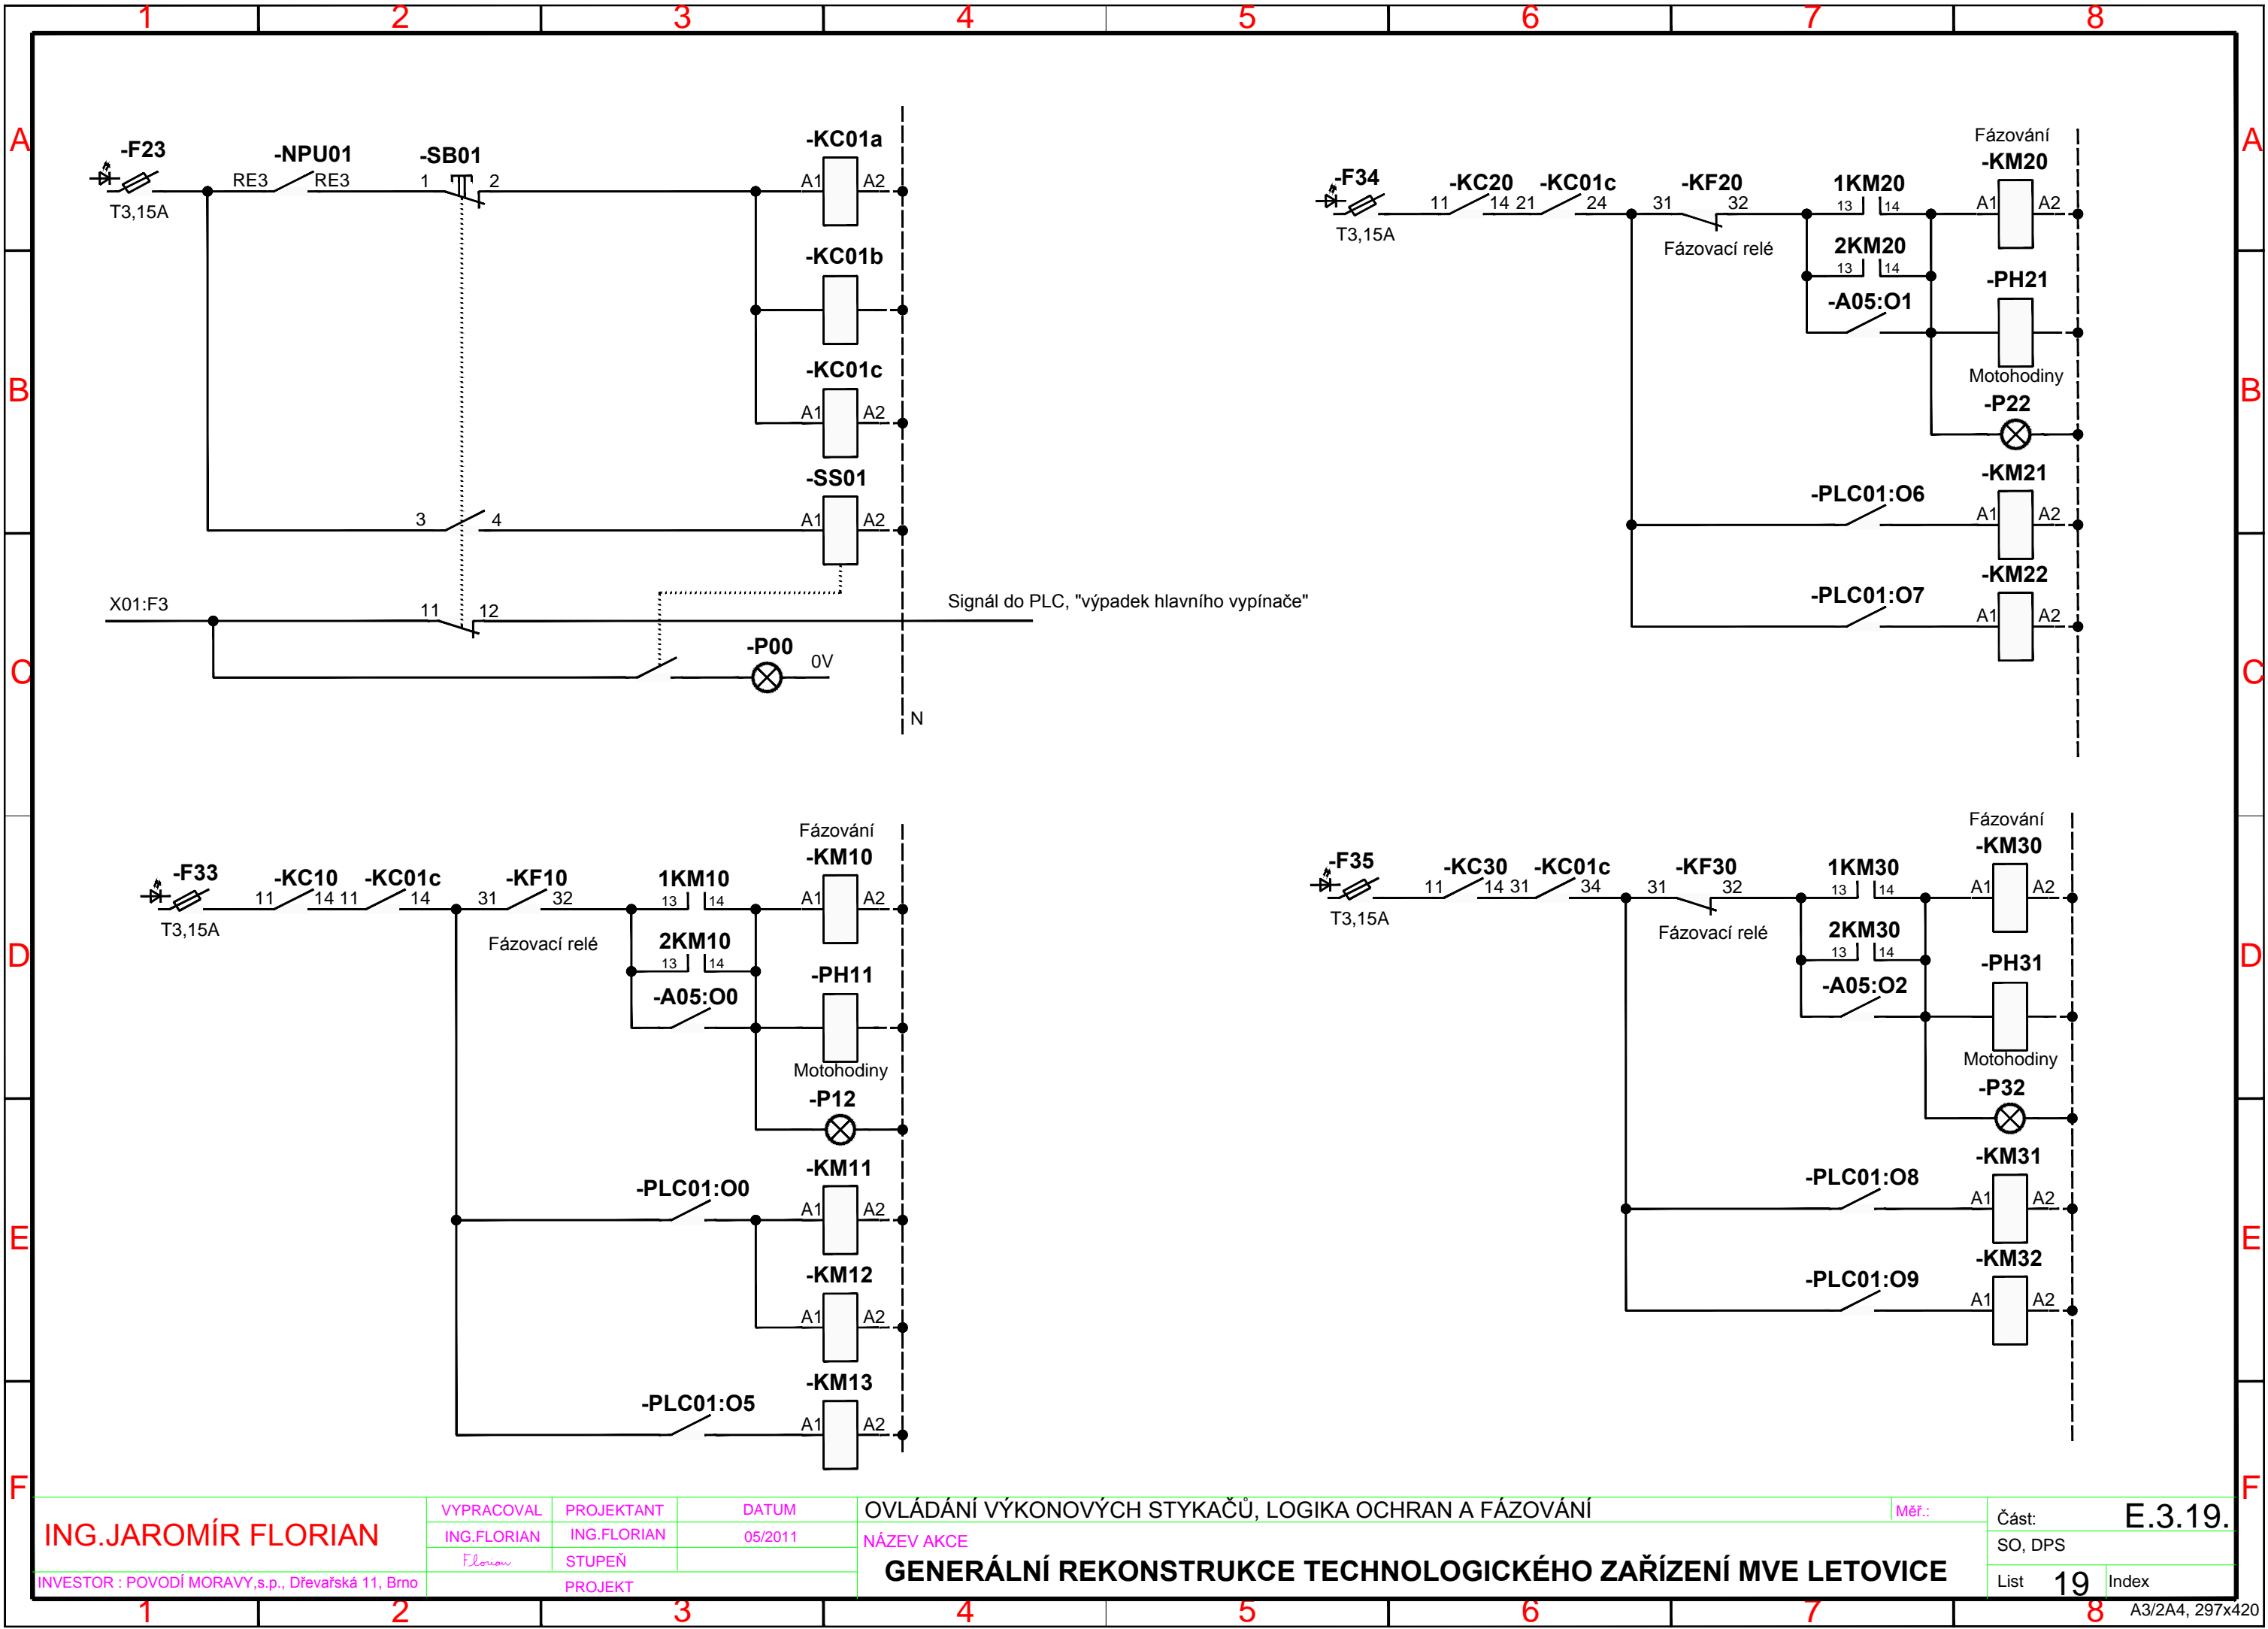 1 2 3 4 5 6 7 8
A
B
C
D
E
F
A
B
C
D
E
F
-F23
T3,15A
-NPU01
RE3 RE3
-SB01
1 2
-KC01a
A1 A2
-KC01b
-KC01c
A1 A2
-SS01
3 4
A1 A2
X01:F3
11 12
Signál do PLC, "výpadek hlavního vypínače"
-P00
0V
N
-F34
T3,15A
-KC20
11 14
-KC01c
21 24
-KF20
31 32
Fázovací relé
1KM20
13 14
2KM20
13 14
-A05:O1
Fázování
-KM20
A1 A2
-PH21
Motohodiny
-P22
-PLC01:O6
-KM21
A1 A2
-PLC01:O7
-KM22
A1 A2
-F33
T3,15A
-KC10
11 14
-KC01c
11 14
-KF10
31 32
Fázovací relé
1KM10
13 14
2KM10
13 14
-A05:O0
Fázování
-KM10
A1 A2
-PH11
Motohodiny
-P12
-PLC01:O0
-KM11
A1 A2
-KM12
A1 A2
-PLC01:O5
-KM13
A1 A2
-F35
T3,15A
-KC30
11 14
-KC01c
31 34
-KF30
31 32
Fázovací relé
1KM30
13 14
2KM30
13 14
-A05:O2
Fázování
-KM30
A1 A2
-PH31
Motohodiny
-P32
-PLC01:O8
-KM31
A1 A2
-PLC01:O9
-KM32
A1 A2
ING.JAROMÍR FLORIAN
INVESTOR : POVODÍ MORAVY,s.p., Dřevařská 11, Brno
VYPRACOVAL PROJEKTANT DATUM
ING.FLORIAN ING.FLORIAN 05/2011
Florian STUPEŇ
PROJEKT
OVLÁDÁNÍ VÝKONOVÝCH STYKAČŮ, LOGIKA OCHRAN A FÁZOVÁNÍ
Měř.:
NÁZEV AKCE
GENERÁLNÍ REKONSTRUKCE TECHNOLOGICKÉHO ZAŘÍZENÍ MVE LETOVICE
Část: E.3.19.
SO, DPS
List 19 Index
1 2 3 4 5 6 7 8
A3/2A4, 297x420